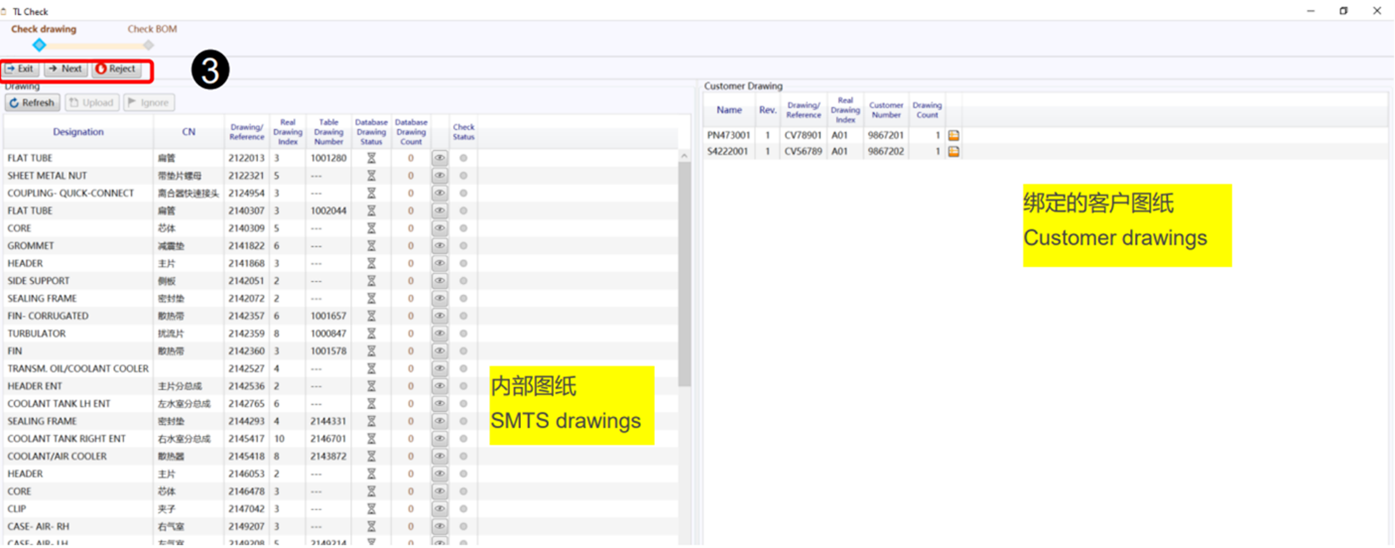 TL Check
Check drawing Check BOM
Exit Next Reject 3
Drawing
Refresh Upload Ignore
Designation CN Drawing/ Reference Real Drawing Index Table Drawing Number Database Drawing Status Database Drawing Count Check Status
FLAT TUBE 扁管 2122013 3 1001280 0
SHEET METAL NUT 带垫片螺母 2122321 5 --- 0
COUPLING- QUICK-CONNECT 离合器快速接头 2124954 3 --- 0
FLAT TUBE 扁管 2140307 3 1002044 0
CORE 芯体 2140309 5 --- 0
GROMMET 减震垫 2141822 6 --- 0
HEADER 主片 2141868 3 --- 0
SIDE SUPPORT 侧板 2142051 2 --- 0
SEALING FRAME 密封垫 2142072 2 --- 0
FIN- CORRUGATED 散热带 2142357 6 1001657 0
TURBULATOR 扰流片 2142359 8 1000847 0
FIN 散热带 2142360 3 1001578 0
TRANSM. OIL/COOLANT COOLER 2142527 4 --- 0
HEADER ENT 主片分总成 2142536 2 --- 0
COOLANT TANK LH ENT 左水室分总成 2142765 6 --- 0
SEALING FRAME 密封垫 2144293 4 2144331 0
COOLANT TANK RIGHT ENT 右水室分总成 2145417 10 2146701 0
COOLANT/AIR COOLER 散热器 2145418 8 2143872 0
HEADER 主片 2146053 2 --- 0
CORE 芯体 2146478 3 --- 0
CLIP 夹子 2147042 3 --- 0
CASE- AIR- RH 右气室 2149207 3 --- 0
CASE- AIR- LH 左气室 2149208 5 2149214 0
内部图纸
SMTS drawings
Customer Drawing
Name Rev. Drawing/ Reference Real Drawing Index Customer Number Drawing Count
PN473001 1 CV78901 A01 9867201 1
S4222001 1 CV56789 A01 9867202 1
绑定的客户图纸
Customer drawings